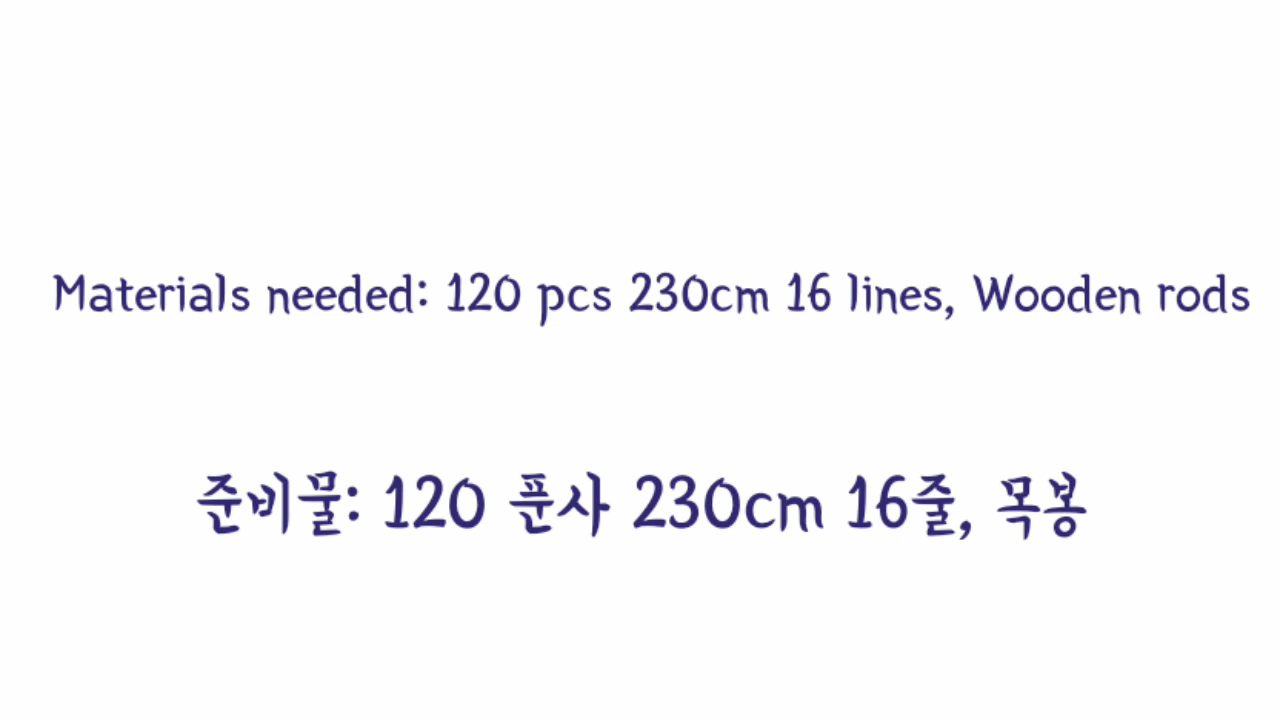 Materials needed: 120 pcs 230cm 16 lines, Wooden rods
준비물: 120 푼사 230cm 16줄, 목봉